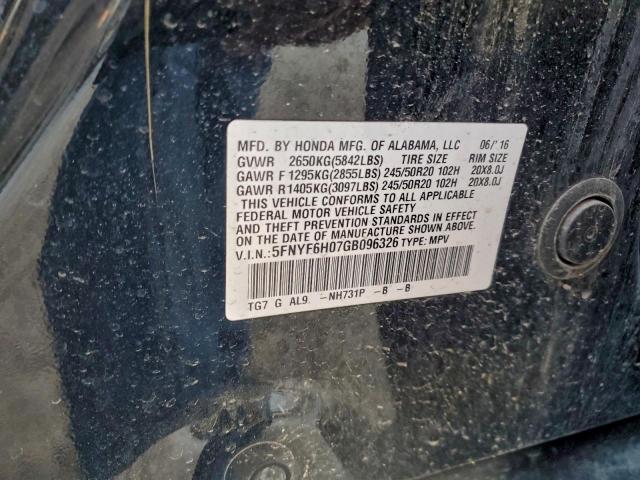 MFD. BY HONDA MFG. OF ALABAMA, LLC 06/'16
GVWR 2650KG(5842LBS) TIRE SIZE RIM SIZE
GAWR F 1295KG(2855LBS) 245/50R20 102H 20X8.0J
GAWR R1405KG(3097LBS) 245/50R20 102H 20X8.0J
THIS VEHICLE CONFORMS TO ALL APPLICABLE
FEDERAL MOTOR VEHICLE SAFETY
AND THEFT PREVENTION STANDARDS IN EFFECT
ON THE DATE OF MANUFACTURE SHOWN ABOVE.
V.I.N.:5FNYF6H07GB096326 TYPE: MPV
TG7 G AL9. -NH731P -B -B